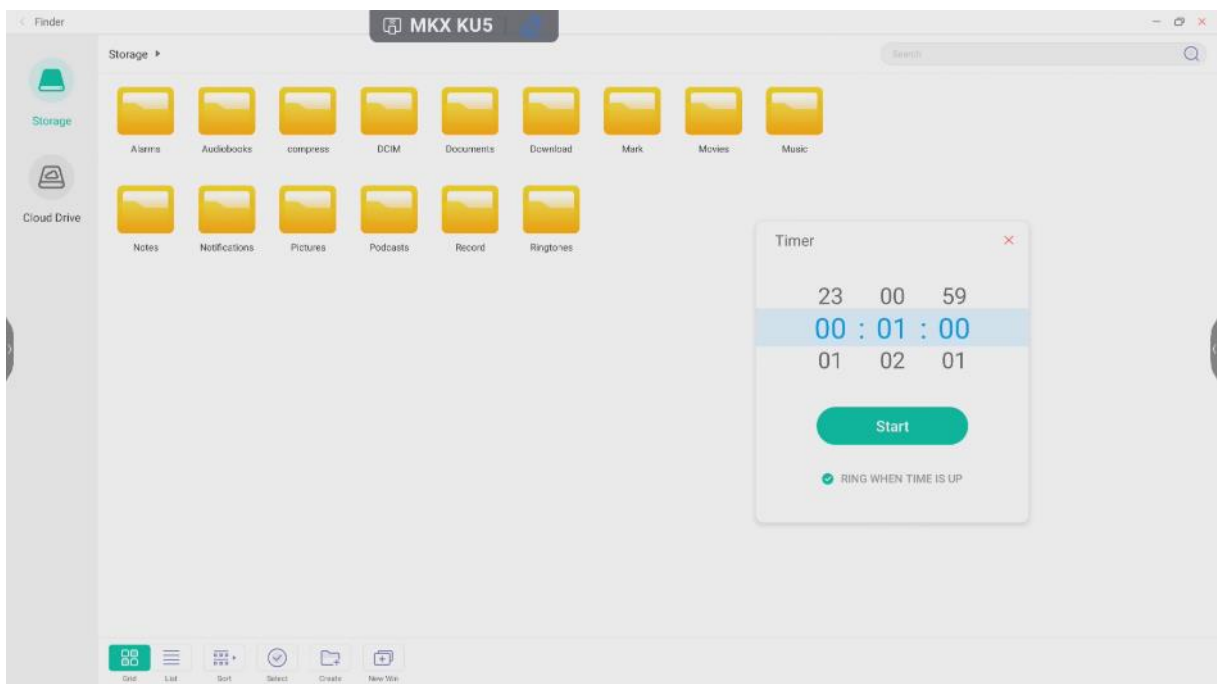 Finder
MKX KU5
Storage
Search
Storage
Cloud Drive
Alarms Audiobooks compress DCIM Documents Download Mark Movies Music
Notes Notifications Pictures Podcasts Record Ringtones
Timer
23 00 59
00 : 01 : 00
01 02 01
Start
RING WHEN TIME IS UP
Grid List Sort Select Create New Win